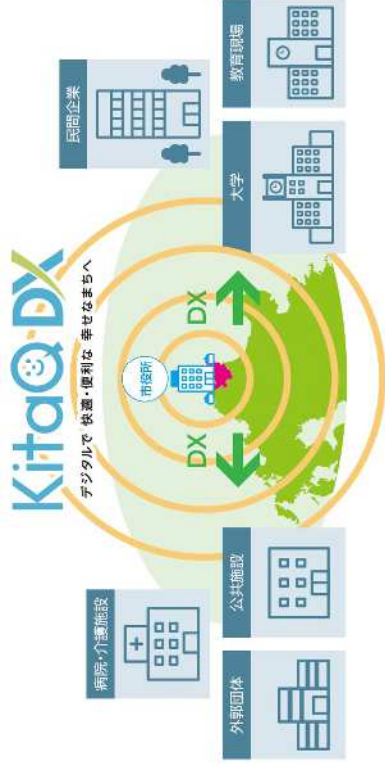 KitaQ DX
デジタルで 快適・便利な 幸せなまちへ
病院・介護施設
市役所
民間企業
DX
DX
外郭団体
公共施設
大学
教育現場